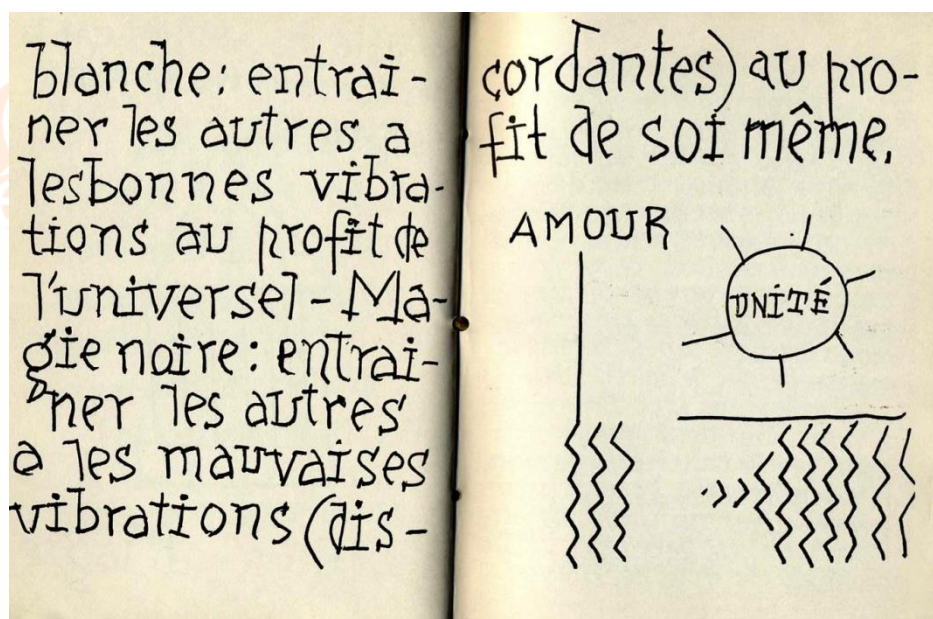 blanche: entrai-
ner les autres a
lesbonnes vibra-
tions au profit de
l'universel - Ma-
gie noire: entrai-
ner les autres
a les mauvaises
vibrations (dis-
cordantes) au pro-
fit de soi même.
AMOUR
UNITÉ